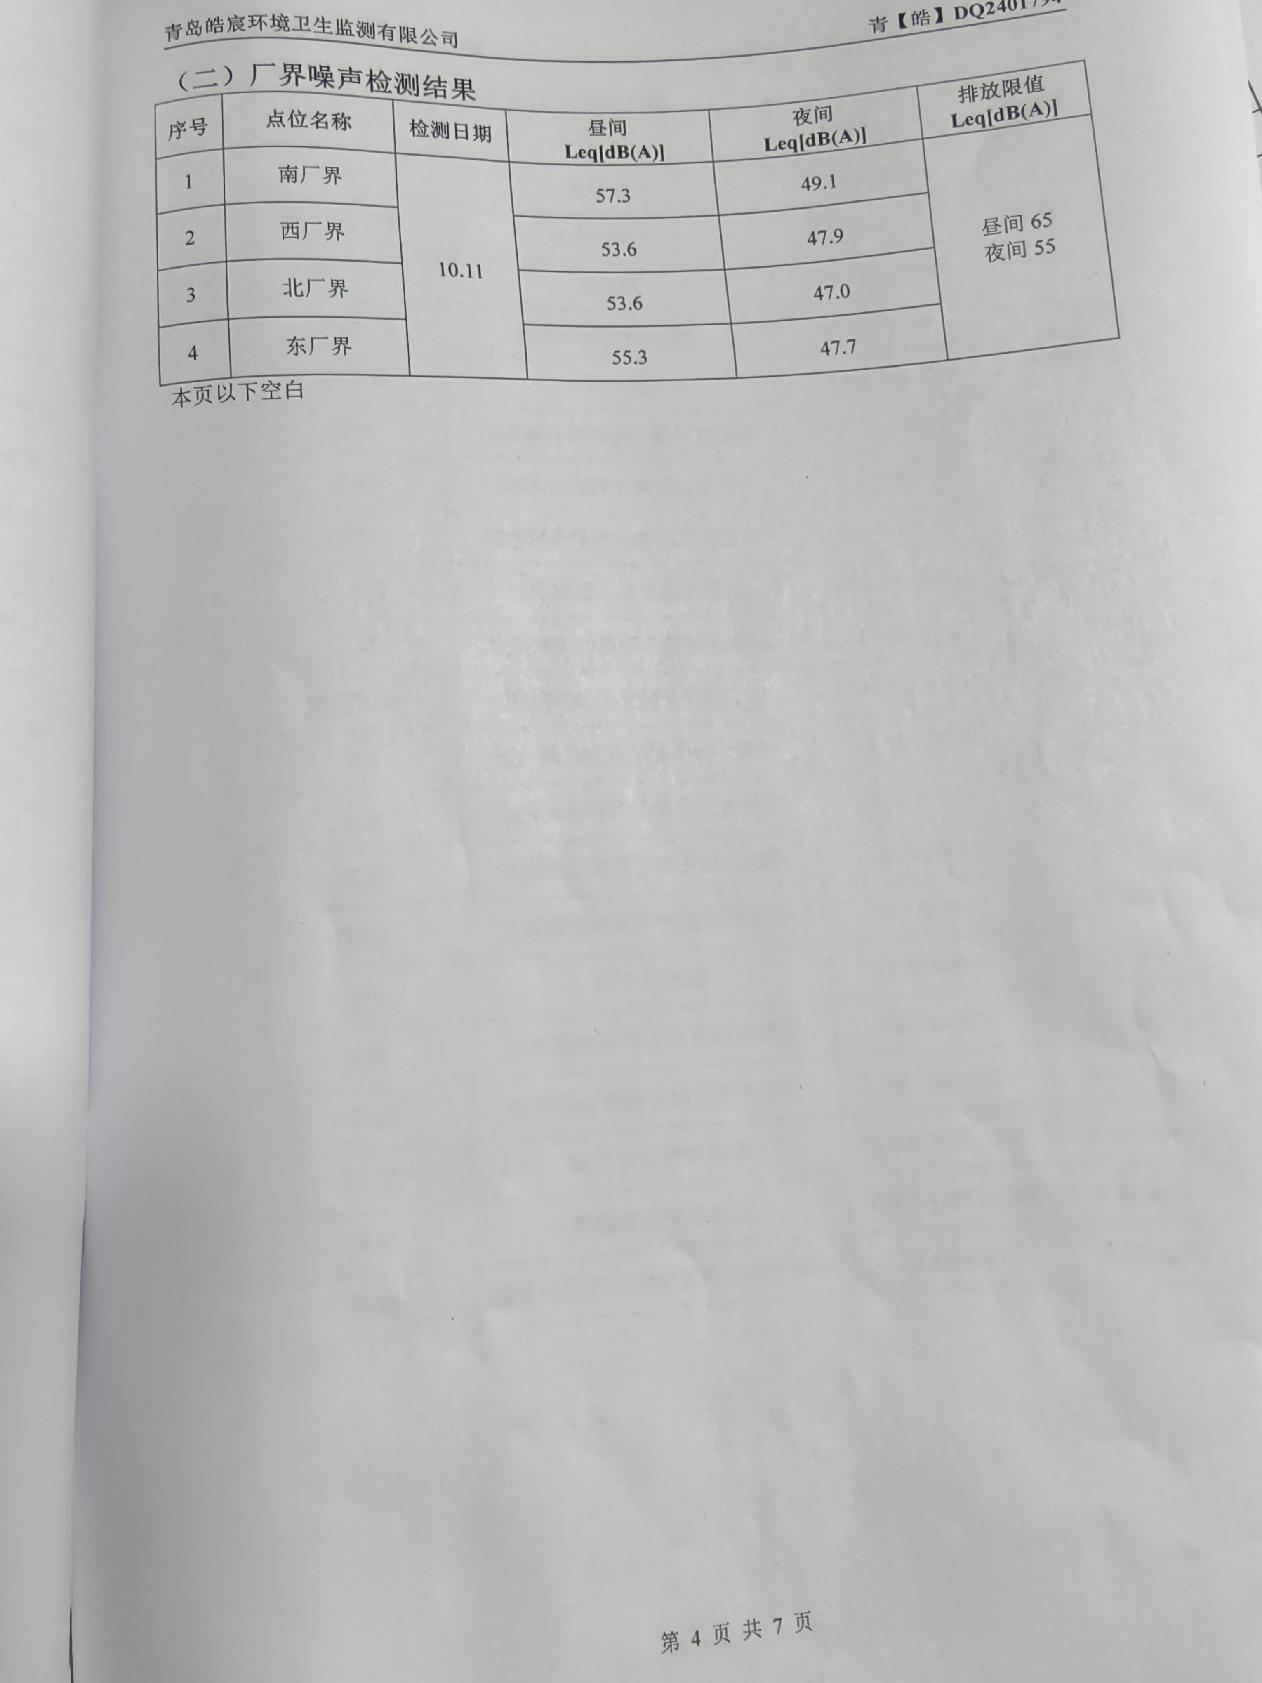 青岛皓宸环境卫生监测有限公司
青【皓】DQ2401794
（二）厂界噪声检测结果
序号 点位名称 检测日期 昼间 Leq[dB(A)] 夜间 Leq[dB(A)] 排放限值 Leq[dB(A)]
1 南厂界 10.11 57.3 49.1 昼间 65 夜间 55
2 西厂界 53.6 47.9
3 北厂界 53.6 47.0
4 东厂界 55.3 47.7
本页以下空白
第 4 页 共 7 页